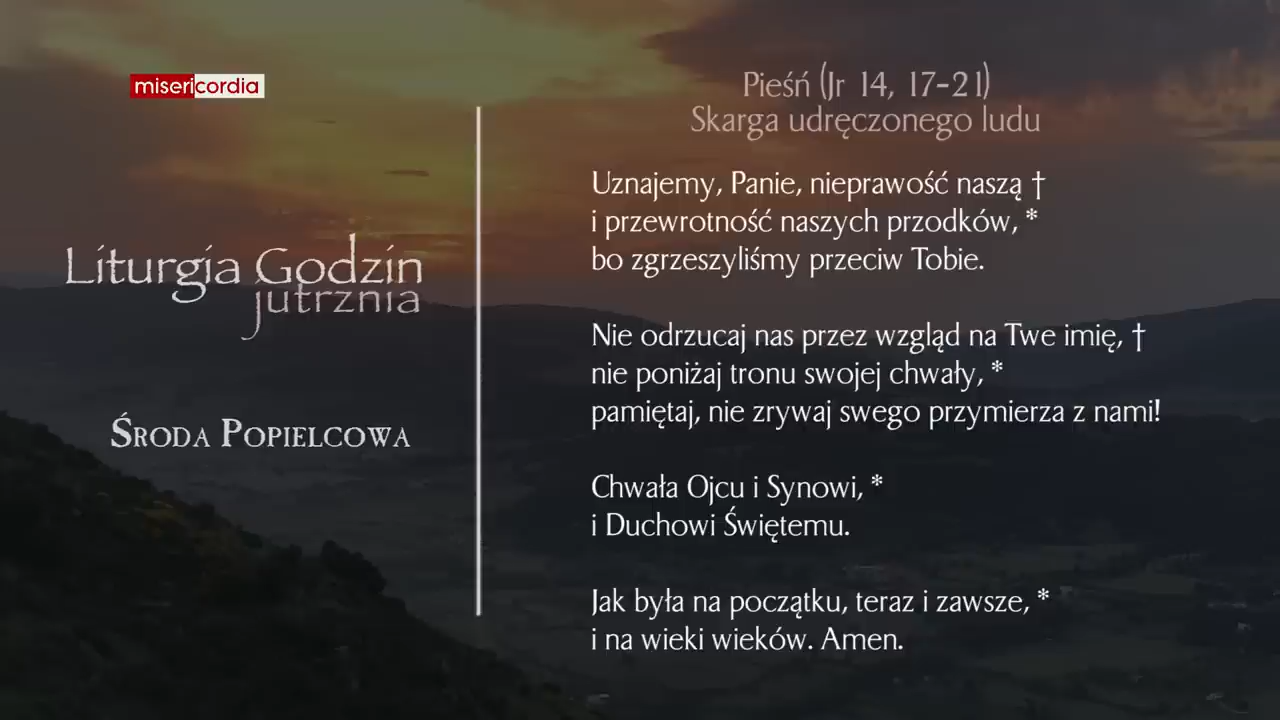 misericordia
Liturgia Godzin
jutrznia
Środa Popielcowa
Pieśń (Jr 14, 17-21)
Skarga udręczonego ludu
Uznajemy, Panie, nieprawość naszą †
i przewrotność naszych przodków, *
bo zgrzeszyliśmy przeciw Tobie.
Nie odrzucaj nas przez wzgląd na Twe imię, †
nie poniżaj tronu swojej chwały, *
pamiętaj, nie zrywaj swego przymierza z nami!
Chwała Ojcu i Synowi, *
i Duchowi Świętemu.
Jak była na początku, teraz i zawsze, *
i na wieki wieków. Amen.